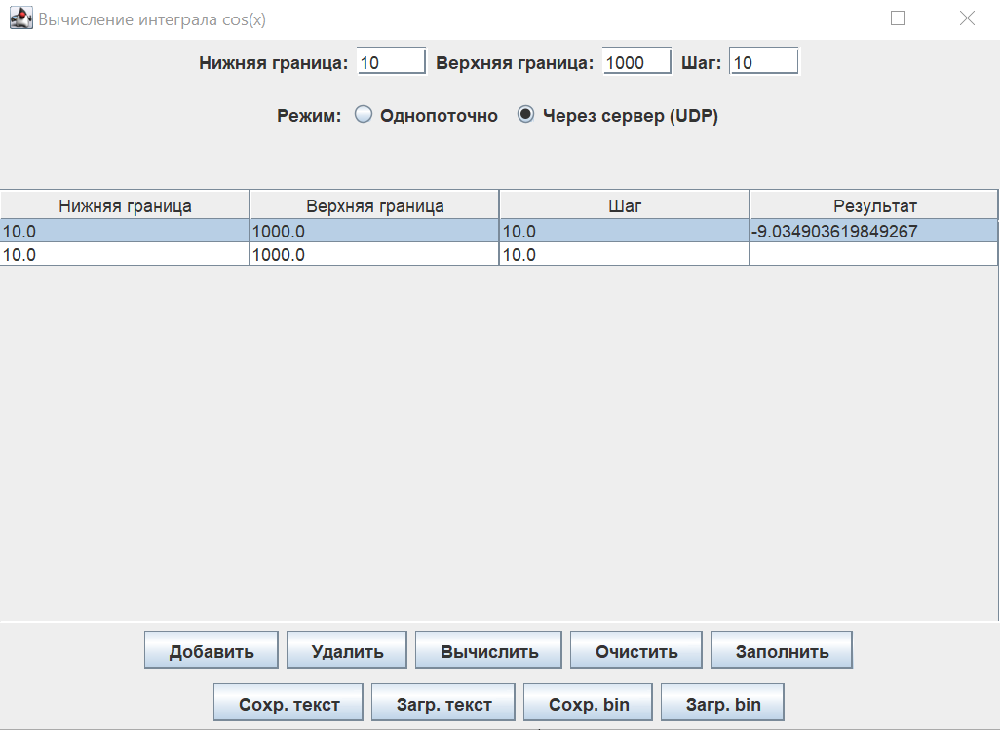 Вычисление интеграла cos(x)
Нижняя граница: 10 Верхняя граница: 1000 Шаг: 10
Режим: Однопоточно Через сервер (UDP)
Нижняя граница Верхняя граница Шаг Результат
10.0 1000.0 10.0 -9.034903619849267
10.0 1000.0 10.0
Добавить Удалить Вычислить Очистить Заполнить
Сохр. текст Загр. текст Сохр. bin Загр. bin